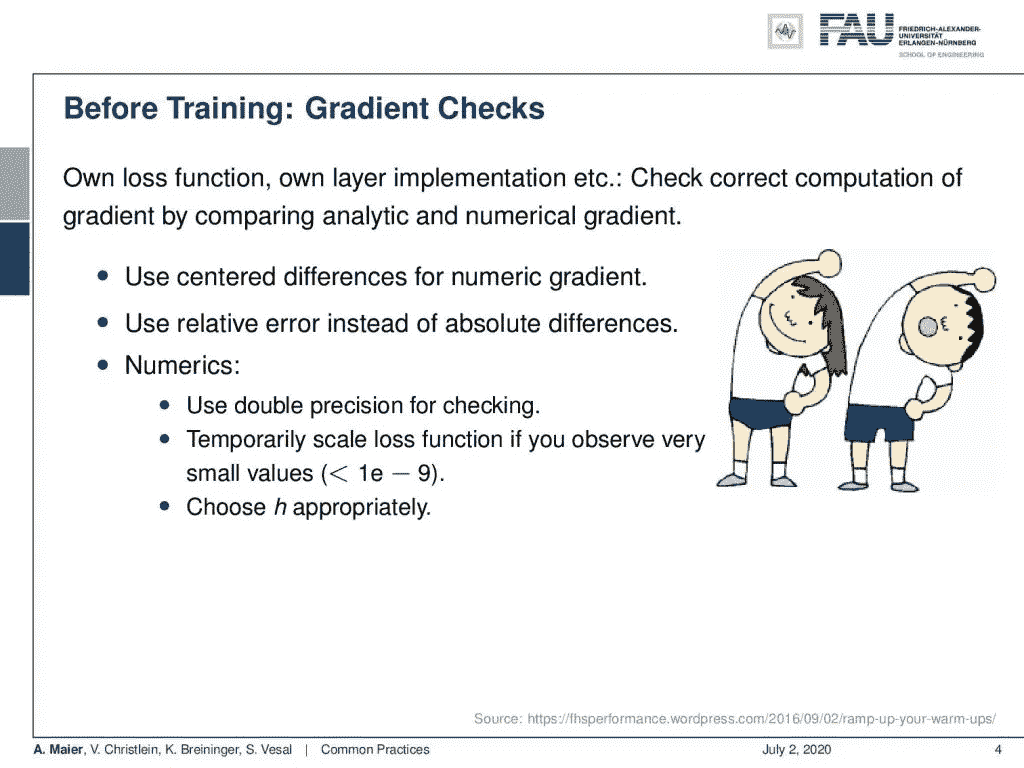 FAU
FRIEDRICH-ALEXANDER-
UNIVERSITÄT
ERLANGEN-NÜRNBERG
SCHOOL OF ENGINEERING
Before Training: Gradient Checks
Own loss function, own layer implementation etc.: Check correct computation of
gradient by comparing analytic and numerical gradient.
• Use centered differences for numeric gradient.
• Use relative error instead of absolute differences.
• Numerics:
• Use double precision for checking.
• Temporarily scale loss function if you observe very
small values (< 1e − 9).
• Choose h appropriately.
Source: https://fhsperformance.wordpress.com/2016/09/02/ramp-up-your-warm-ups/
A. Maier, V. Christlein, K. Breininger, S. Vesal | Common Practices July 2, 2020 4